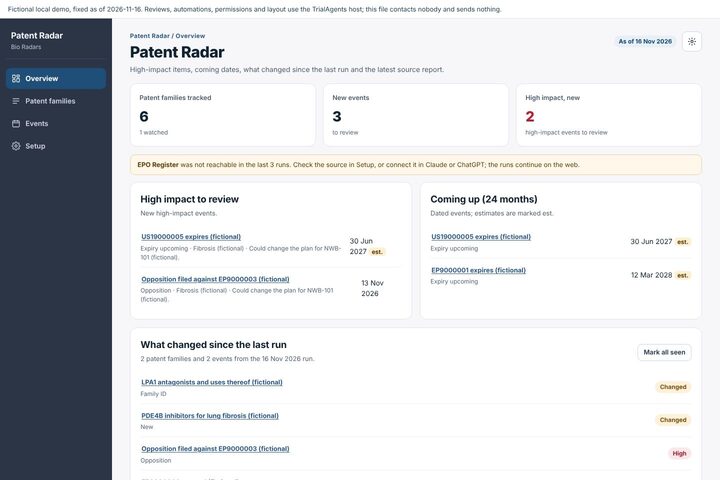 Fictional local demo, fixed as of 2026-11-16. Reviews, automations, permissions and layout use the TrialAgents host; this file contacts nobody and sends nothing.
Patent Radar
Bio Radars
Overview
Patent families
Events
Setup
Patent Radar / Overview
Patent Radar
High-impact items, coming dates, what changed since the last run and the latest source report.
As of 16 Nov 2026
Patent families tracked
6
1 watched
New events
3
to review
High impact, new
2
high-impact events to review
EPO Register was not reachable in the last 3 runs. Check the source in Setup, or connect it in Claude or ChatGPT; the runs continue on the web.
High impact to review
New high-impact events.
US19000005 expires (fictional)
Expiry upcoming · Fibrosis (fictional) · Could change the plan for NWB-
101 (fictional).
30 Jun
2027 est.
Opposition filed against EP9000003 (fictional)
Opposition · Fibrosis (fictional) · Could change the plan for NWB-101
(fictional).
13 Nov
2026
Coming up (24 months)
Dated events; estimates are marked est.
US19000005 expires (fictional)
Expiry upcoming
30 Jun 2027 est.
EP9000001 expires (fictional)
Expiry upcoming
12 Mar 2028 est.
What changed since the last run
2 patent families and 2 events from the 16 Nov 2026 run.
Mark all seen
LPA1 antagonists and uses thereof (fictional)
Family ID
Changed
PDE4B inhibitors for lung fibrosis (fictional)
New
Changed
Opposition filed against EP9000003 (fictional)
Opposition
High